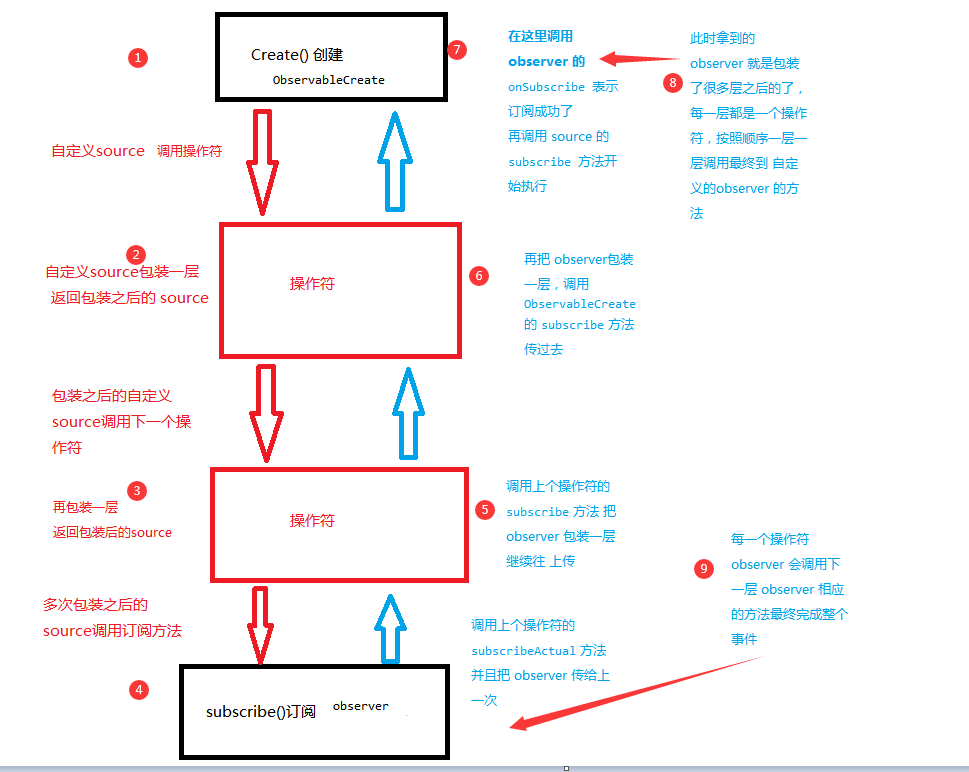 1
Create() 创建
ObservableCreate
7
在这里调用
observer 的
onSubscribe 表示
订阅成功了
再调用 source 的
subscribe 方法开
始执行
8
此时拿到的
observer 就是包装
了很多层之后的了，
每一层都是一个操作
符，按照顺序一层一
层调用最终到 自定
义的observer 的方
法
自定义source 调用操作符
2
自定义source包装一层
返回包装之后的 source
操作符
6
再把 observer包装
一层，调用
ObservableCreate
的 subscribe 方法
传过去
包装之后的自定义
source调用下一个操
作符
3
再包装一层
返回包装后的source
操作符
5
调用上个操作符的
subscribe 方法 把
observer 包装一层
继续往 上传
9
每一个操作符
observer 会调用下
一层 observer 相应
的方法最终完成整个
事件
多次包装之后的
source调用订阅方法
调用上个操作符的
subscribeActual 方法
并且把 observer 传给上
一次
4
subscribe()订阅 observer